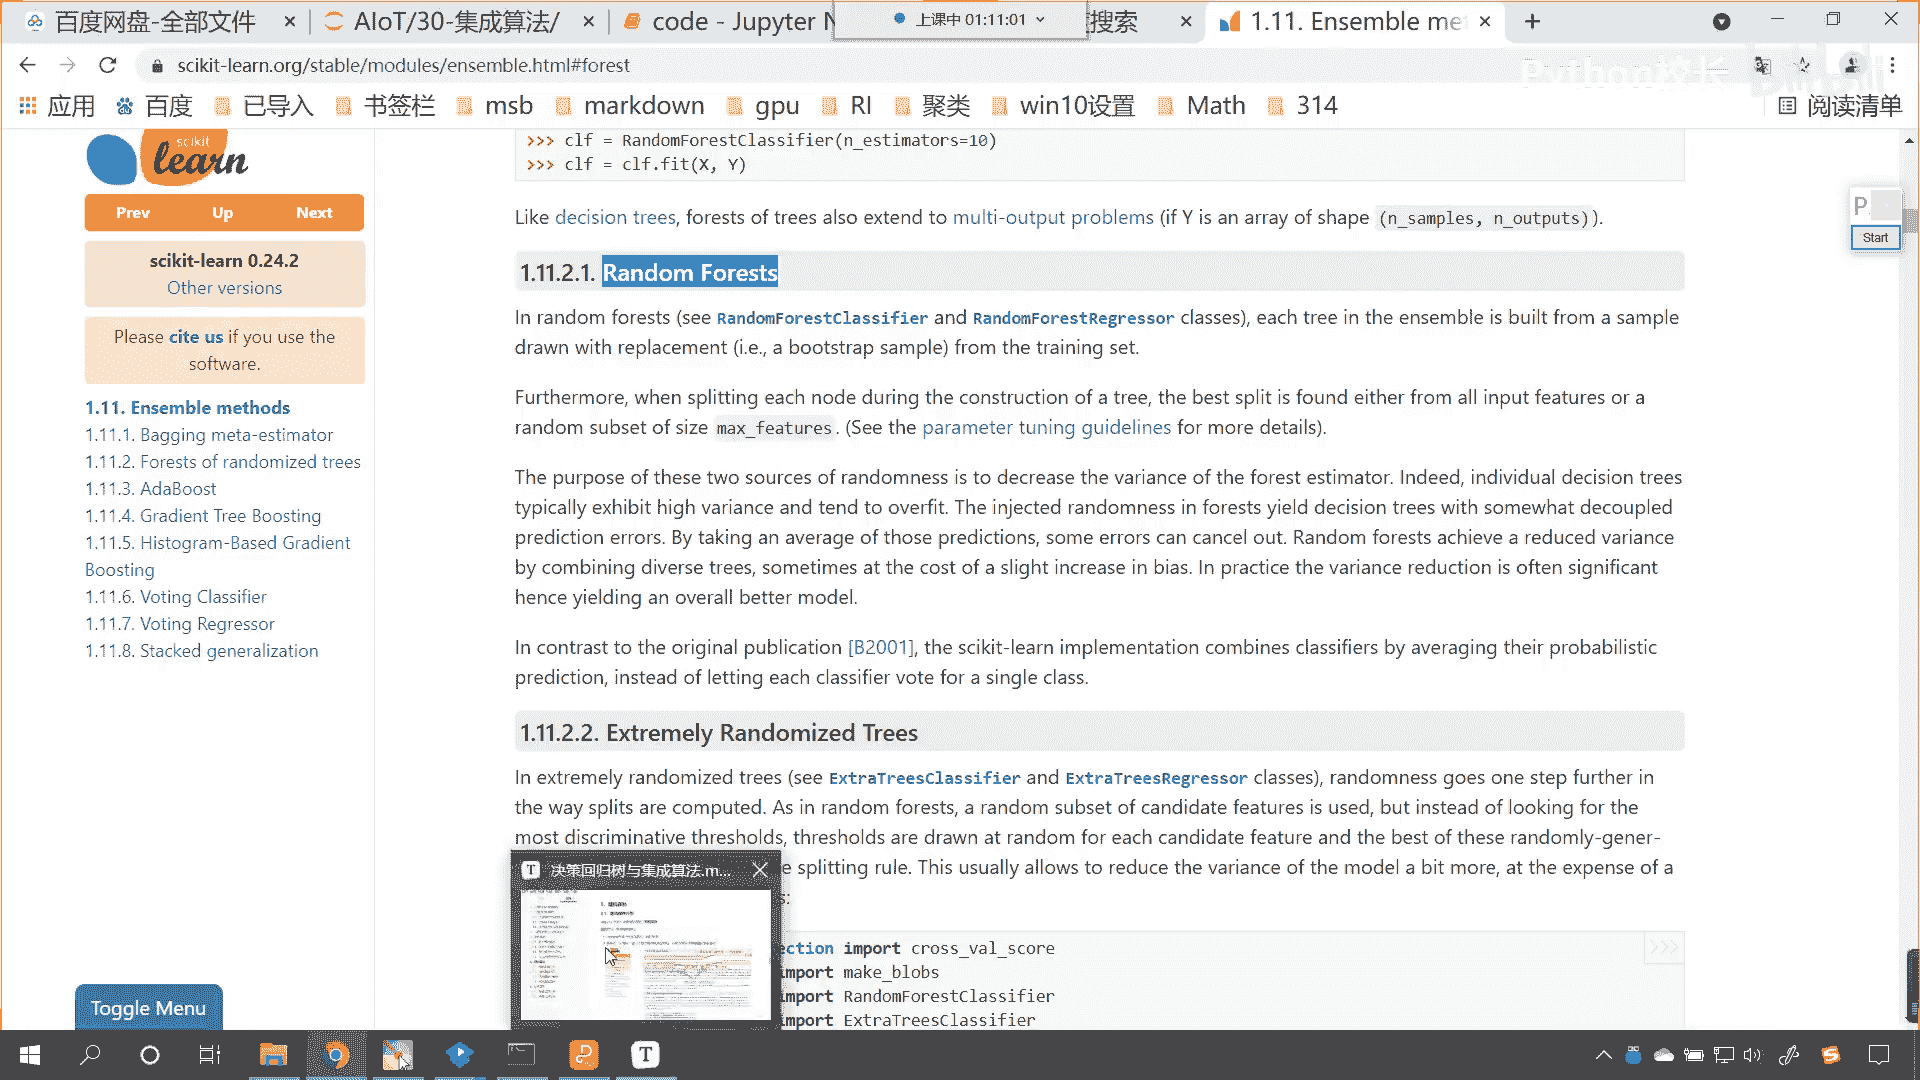 百度网盘-全部文件
AIoT/30-集成算法/
code - Jupyter N
上课中 01:11:01
搜索
1.11. Ensemble me
scikit-learn.org/stable/modules/ensemble.html#forest
Python校长
应用
百度
已导入
书签栏
msb
markdown
gpu
RI
聚类
win10设置
Math
314
阅读清单
scikit
learn
Prev
Up
Next
scikit-learn 0.24.2
Other versions
Please cite us if you use the
software.
1.11. Ensemble methods
1.11.1. Bagging meta-estimator
1.11.2. Forests of randomized trees
1.11.3. AdaBoost
1.11.4. Gradient Tree Boosting
1.11.5. Histogram-Based Gradient
Boosting
1.11.6. Voting Classifier
1.11.7. Voting Regressor
1.11.8. Stacked generalization
Toggle Menu
>>> clf = RandomForestClassifier(n_estimators=10)
>>> clf = clf.fit(X, Y)
Like decision trees, forests of trees also extend to multi-output problems (if Y is an array of shape (n_samples, n_outputs)).
1.11.2.1. Random Forests
In random forests (see RandomForestClassifier and RandomForestRegressor classes), each tree in the ensemble is built from a sample
drawn with replacement (i.e., a bootstrap sample) from the training set.
Furthermore, when splitting each node during the construction of a tree, the best split is found either from all input features or a
random subset of size max_features. (See the parameter tuning guidelines for more details).
The purpose of these two sources of randomness is to decrease the variance of the forest estimator. Indeed, individual decision trees
typically exhibit high variance and tend to overfit. The injected randomness in forests yield decision trees with somewhat decoupled
prediction errors. By taking an average of those predictions, some errors can cancel out. Random forests achieve a reduced variance
by combining diverse trees, sometimes at the cost of a slight increase in bias. In practice the variance reduction is often significant
hence yielding an overall better model.
In contrast to the original publication [B2001], the scikit-learn implementation combines classifiers by averaging their probabilistic
prediction, instead of letting each classifier vote for a single class.
1.11.2.2. Extremely Randomized Trees
In extremely randomized trees (see ExtraTreesClassifier and ExtraTreesRegressor classes), randomness goes one step further in
the way splits are computed. As in random forests, a random subset of candidate features is used, but instead of looking for the
most discriminative thresholds, thresholds are drawn at random for each candidate feature and the best of these randomly-gener-
e splitting rule. This usually allows to reduce the variance of the model a bit more, at the expense of a
s:
ection import cross_val_score
import make_blobs
import RandomForestClassifier
import ExtraTreesClassifier
>>>
T 决策回归树与集成算法.m...
P
Start
T